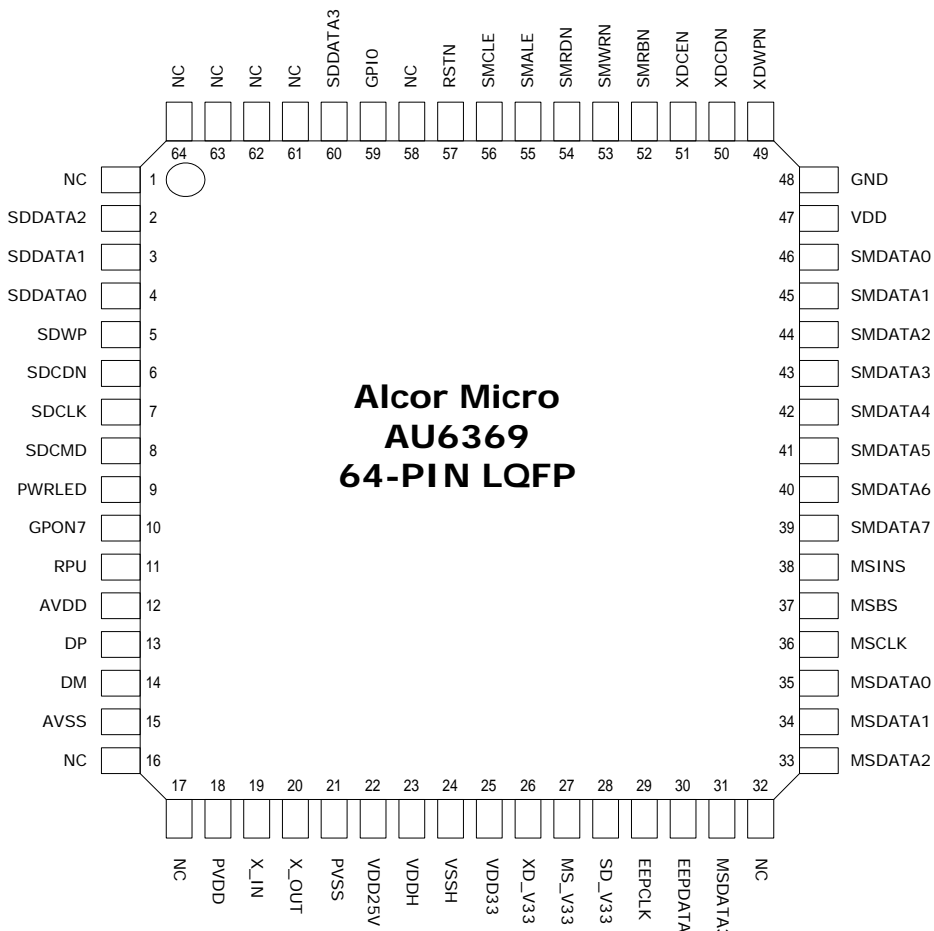 NC
NC
NC
NC
SDDATA3
GPIO
NC
RSTN
SMCLE
SMALE
SMRDN
SMWRN
SMRBN
XDCEN
XDCDN
XDWPN
64 63 62 61 60 59 58 57 56 55 54 53 52 51 50 49
NC 1 48 GND
SDDATA2 2 47 VDD
SDDATA1 3 46 SMDATA0
SDDATA0 4 45 SMDATA1
SDWP 5 44 SMDATA2
SDCDN 6 43 SMDATA3
SDCLK 7 42 SMDATA4
SDCMD 8 41 SMDATA5
PWRLED 9 40 SMDATA6
GPON7 10 39 SMDATA7
RPU 11 38 MSINS
AVDD 12 37 MSBS
DP 13 36 MSCLK
DM 14 35 MSDATA0
AVSS 15 34 MSDATA1
NC 16 33 MSDATA2
Alcor Micro
AU6369
64-PIN LQFP
17 18 19 20 21 22 23 24 25 26 27 28 29 30 31 32
NC
PVDD
X_IN
X_OUT
PVSS
VDD25V
VDDH
VSSH
VDD33
XD_V33
MS_V33
SD_V33
EEPCLK
EEPDATA
MSDATA3
NC